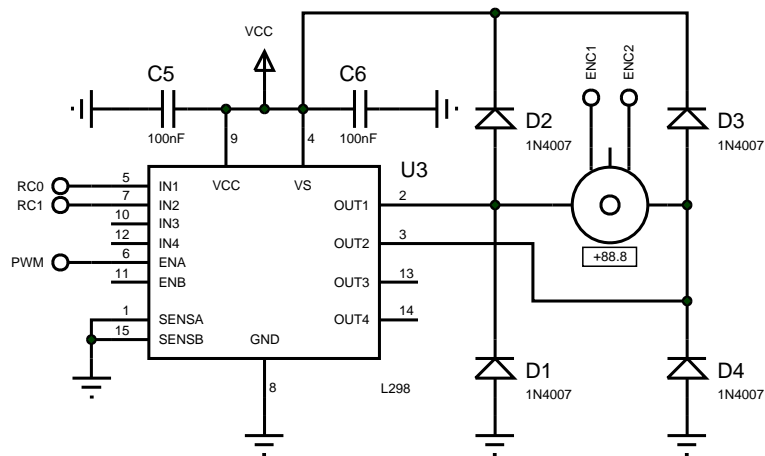 VCC
C5
100nF
C6
100nF
ENC1
ENC2
D2
1N4007
D3
1N4007
9
4
U3
RC0
5
IN1
VCC
VS
RC1
7
IN2
OUT1
2
10
IN3
12
IN4
OUT2
3
PWM
6
ENA
+88.8
11
ENB
OUT3
13
1
SENSA
OUT4
14
15
SENSB
GND
8
L298
D1
1N4007
D4
1N4007